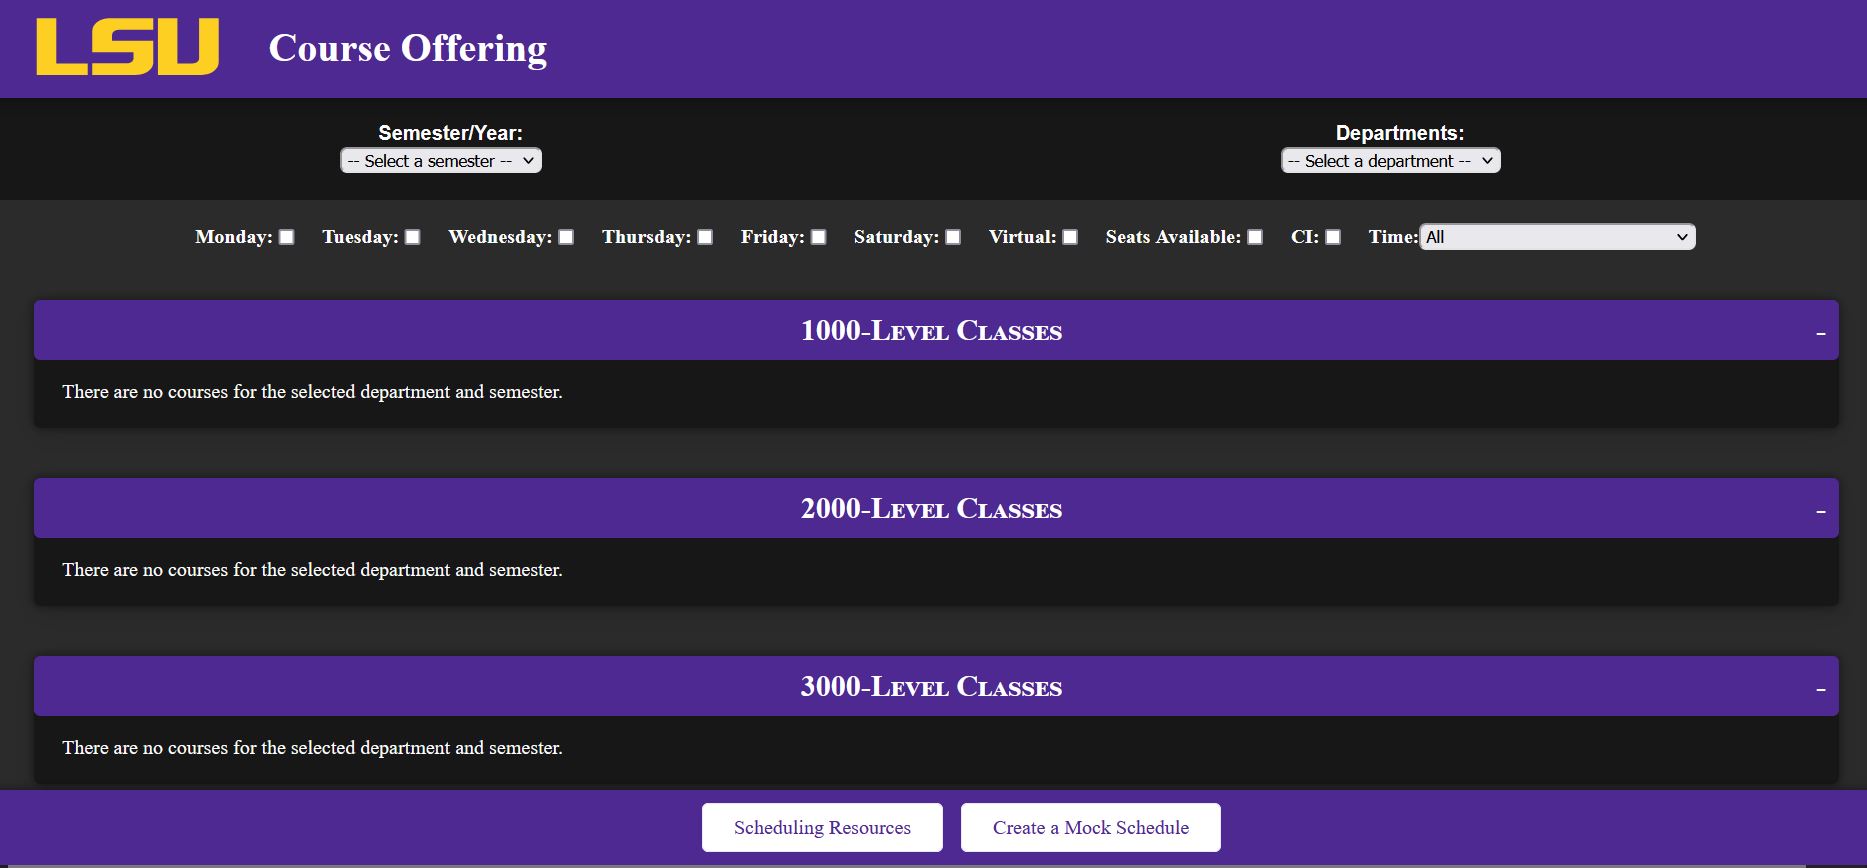 LSU Course Offering
Semester/Year: Departments:
-- Select a semester -- -- Select a department --
Monday: Tuesday: Wednesday: Thursday: Friday: Saturday: Virtual: Seats Available: CI: Time: All
1000-Level Classes -
There are no courses for the selected department and semester.
2000-Level Classes -
There are no courses for the selected department and semester.
3000-Level Classes -
There are no courses for the selected department and semester.
Scheduling Resources Create a Mock Schedule